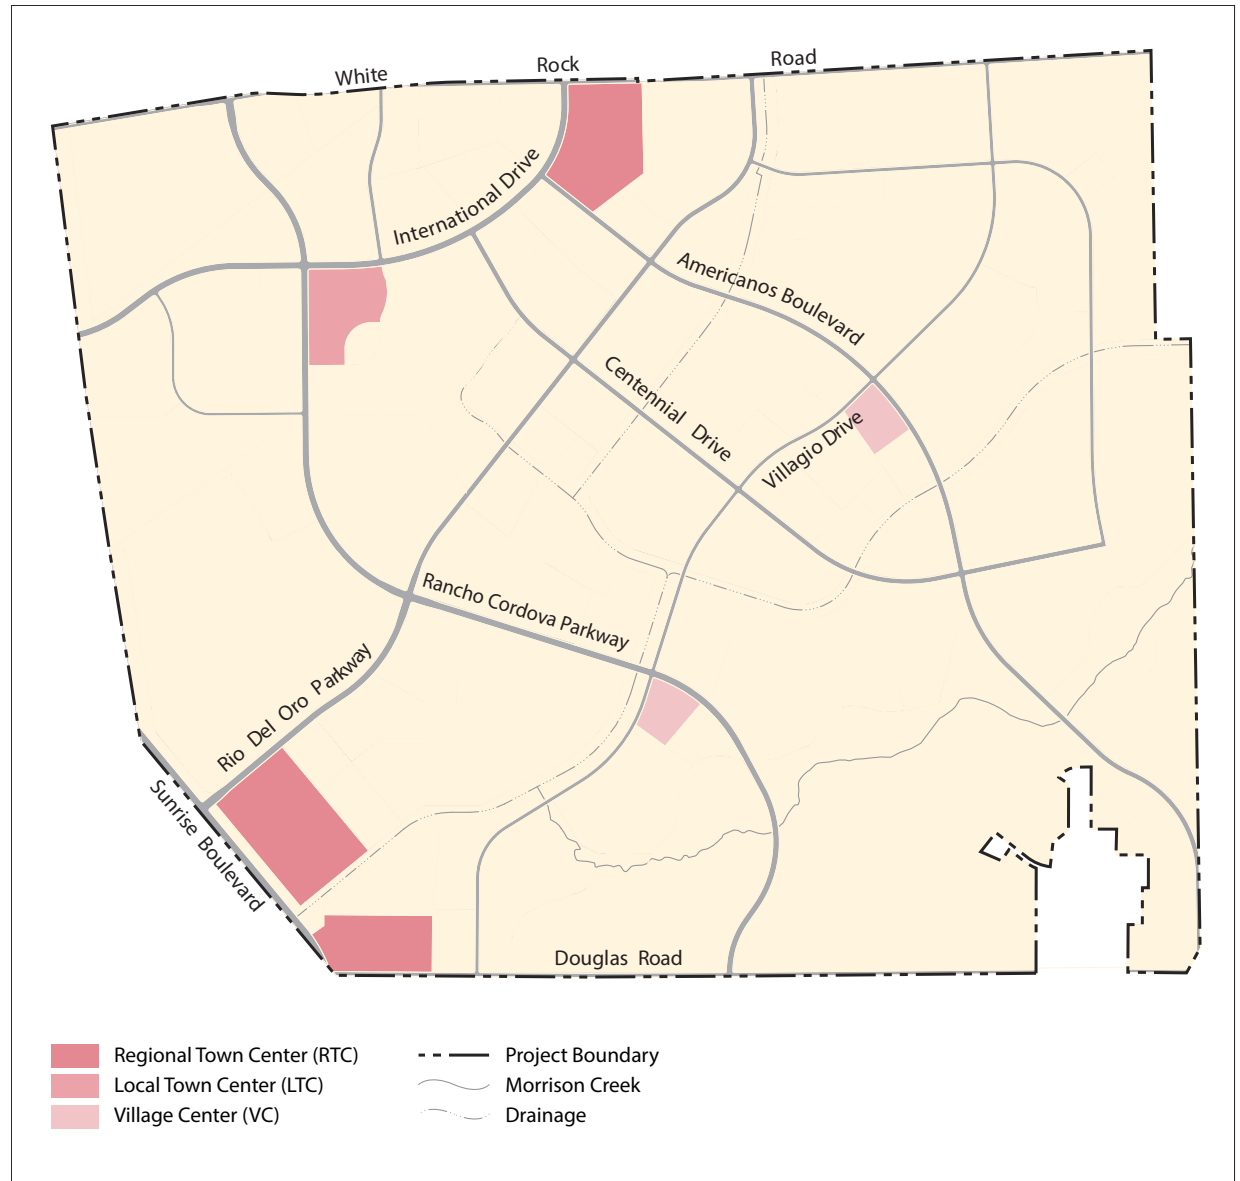 White Rock Road
International Drive
Americanos Boulevard
Centennial Drive
Villagio Drive
Rancho Cordova Parkway
Rio Del Oro Parkway
Sunrise Boulevard
Douglas Road
Regional Town Center (RTC)
Local Town Center (LTC)
Village Center (VC)
Project Boundary
Morrison Creek
Drainage